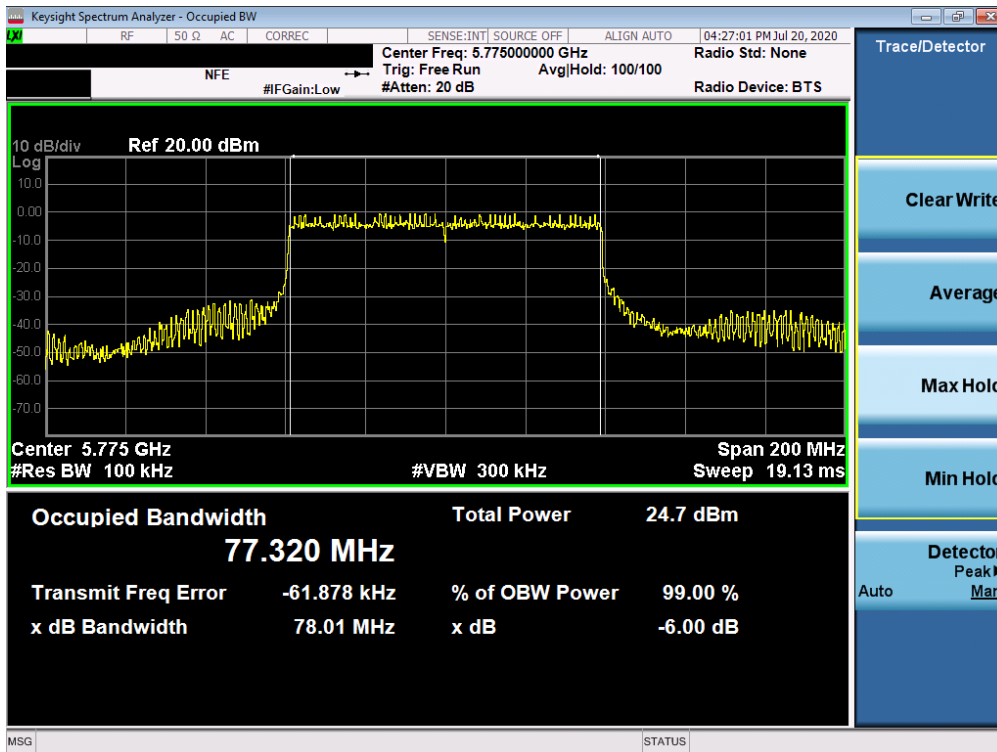 Keysight Spectrum Analyzer - Occupied BW
LXI RF 50 Ω AC CORREC SENSE:INT SOURCE OFF ALIGN AUTO 04:27:01 PM Jul 20, 2020
Center Freq: 5.775000000 GHz Radio Std: None
NFE Trig: Free Run Avg|Hold: 100/100
#IFGain:Low #Atten: 20 dB Radio Device: BTS
Trace/Detector
10 dB/div Ref 20.00 dBm
Log
10.0
0.00
-10.0
-20.0
-30.0
-40.0
-50.0
-60.0
-70.0
Center 5.775 GHz Span 200 MHz
#Res BW 100 kHz #VBW 300 kHz Sweep 19.13 ms
Occupied Bandwidth Total Power 24.7 dBm
77.320 MHz
Transmit Freq Error -61.878 kHz % of OBW Power 99.00 %
x dB Bandwidth 78.01 MHz x dB -6.00 dB
Clear Write
Average
Max Hold
Min Hold
Detector
Peak
Auto Man
MSG STATUS